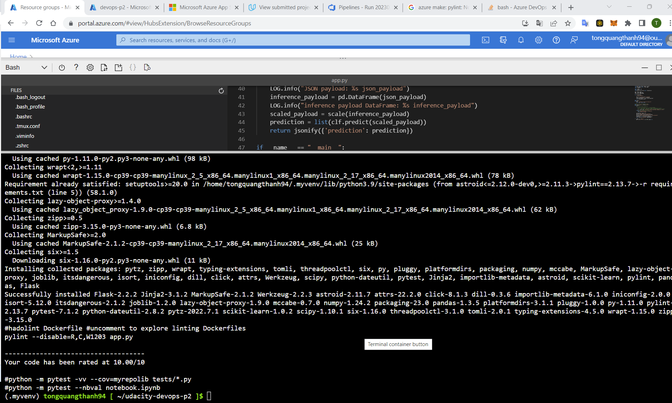 Resource groups - M
devops-p2
Microsoft Azure App
View submitted proje
Pipelines - Run 2023
azure make: pylint: N
bash - Azure DevOp
portal.azure.com/#view/HubsExtension/BrowseResourceGroups
Microsoft Azure
Search resources, services, and docs (G+/)
tongquangthanh94@ou...
DEFAULT DIRECTORY
Home >
Bash
app.py
FILES
.bash_logout
.bash_profile
.bashrc
.tmux.conf
.viminfo
.zshrc
40 LOG.info("JSON payload: %s json_payload")
41 inference_payload = pd.DataFrame(json_payload)
42 LOG.info("inference payload DataFrame: %s inference_payload")
43 scaled_payload = scale(inference_payload)
44 prediction = list(clf.predict(scaled_payload))
45 return jsonify({'prediction': prediction})
46
47 if __name__ == "__main__":
Using cached py-1.11.0-py2.py3-none-any.whl (98 kB)
Collecting wrapt<2,>=1.11
Using cached wrapt-1.15.0-cp39-cp39-manylinux_2_5_x86_64.manylinux1_x86_64.manylinux_2_17_x86_64.manylinux2014_x86_64.whl (78 kB)
Requirement already satisfied: setuptools>=20.0 in /home/tongquangthanh94/.myvenv/lib/python3.9/site-packages (from astroid<=2.12.0-dev0,>=2.11.3->pylint==2.13.7->-r requir
ements.txt (line 5)) (58.1.0)
Collecting lazy-object-proxy>=1.4.0
Using cached lazy_object_proxy-1.9.0-cp39-cp39-manylinux_2_5_x86_64.manylinux1_x86_64.manylinux_2_17_x86_64.manylinux2014_x86_64.whl (62 kB)
Collecting zipp>=0.5
Using cached zipp-3.15.0-py3-none-any.whl (6.8 kB)
Collecting MarkupSafe>=2.0
Using cached MarkupSafe-2.1.2-cp39-cp39-manylinux_2_17_x86_64.manylinux2014_x86_64.whl (25 kB)
Collecting six>=1.5
Downloading six-1.16.0-py2.py3-none-any.whl (11 kB)
Installing collected packages: pytz, zipp, wrapt, typing-extensions, tomli, threadpoolctl, six, py, pluggy, platformdirs, packaging, numpy, mccabe, MarkupSafe, lazy-object-
proxy, joblib, itsdangerous, isort, iniconfig, dill, click, attrs, Werkzeug, scipy, python-dateutil, pytest, Jinja2, importlib-metadata, astroid, scikit-learn, pylint, pand
as, Flask
Successfully installed Flask-2.2.2 Jinja2-3.1.2 MarkupSafe-2.1.2 Werkzeug-2.2.3 astroid-2.11.7 attrs-22.2.0 click-8.1.3 dill-0.3.6 importlib-metadata-6.1.0 iniconfig-2.0.0
isort-5.12.0 itsdangerous-2.1.2 joblib-1.2.0 lazy-object-proxy-1.9.0 mccabe-0.7.0 numpy-1.24.2 packaging-23.0 pandas-1.3.5 platformdirs-3.1.1 pluggy-1.0.0 py-1.11.0 pylint-
2.13.7 pytest-7.1.2 python-dateutil-2.8.2 pytz-2022.7.1 scikit-learn-1.0.2 scipy-1.10.1 six-1.16.0 threadpoolctl-3.1.0 tomli-2.0.1 typing-extensions-4.5.0 wrapt-1.15.0 zipp
-3.15.0
#hadolint Dockerfile #uncomment to explore linting Dockerfiles
pylint --disable=R,C,W1203 app.py
Terminal container button
------------------------------------
Your code has been rated at 10.00/10
#python -m pytest -vv --cov=myrepolib tests/*.py
#python -m pytest --nbval notebook.ipynb
(.myvenv) tongquangthanh94 [ ~/udacity-devops-p2 ]$